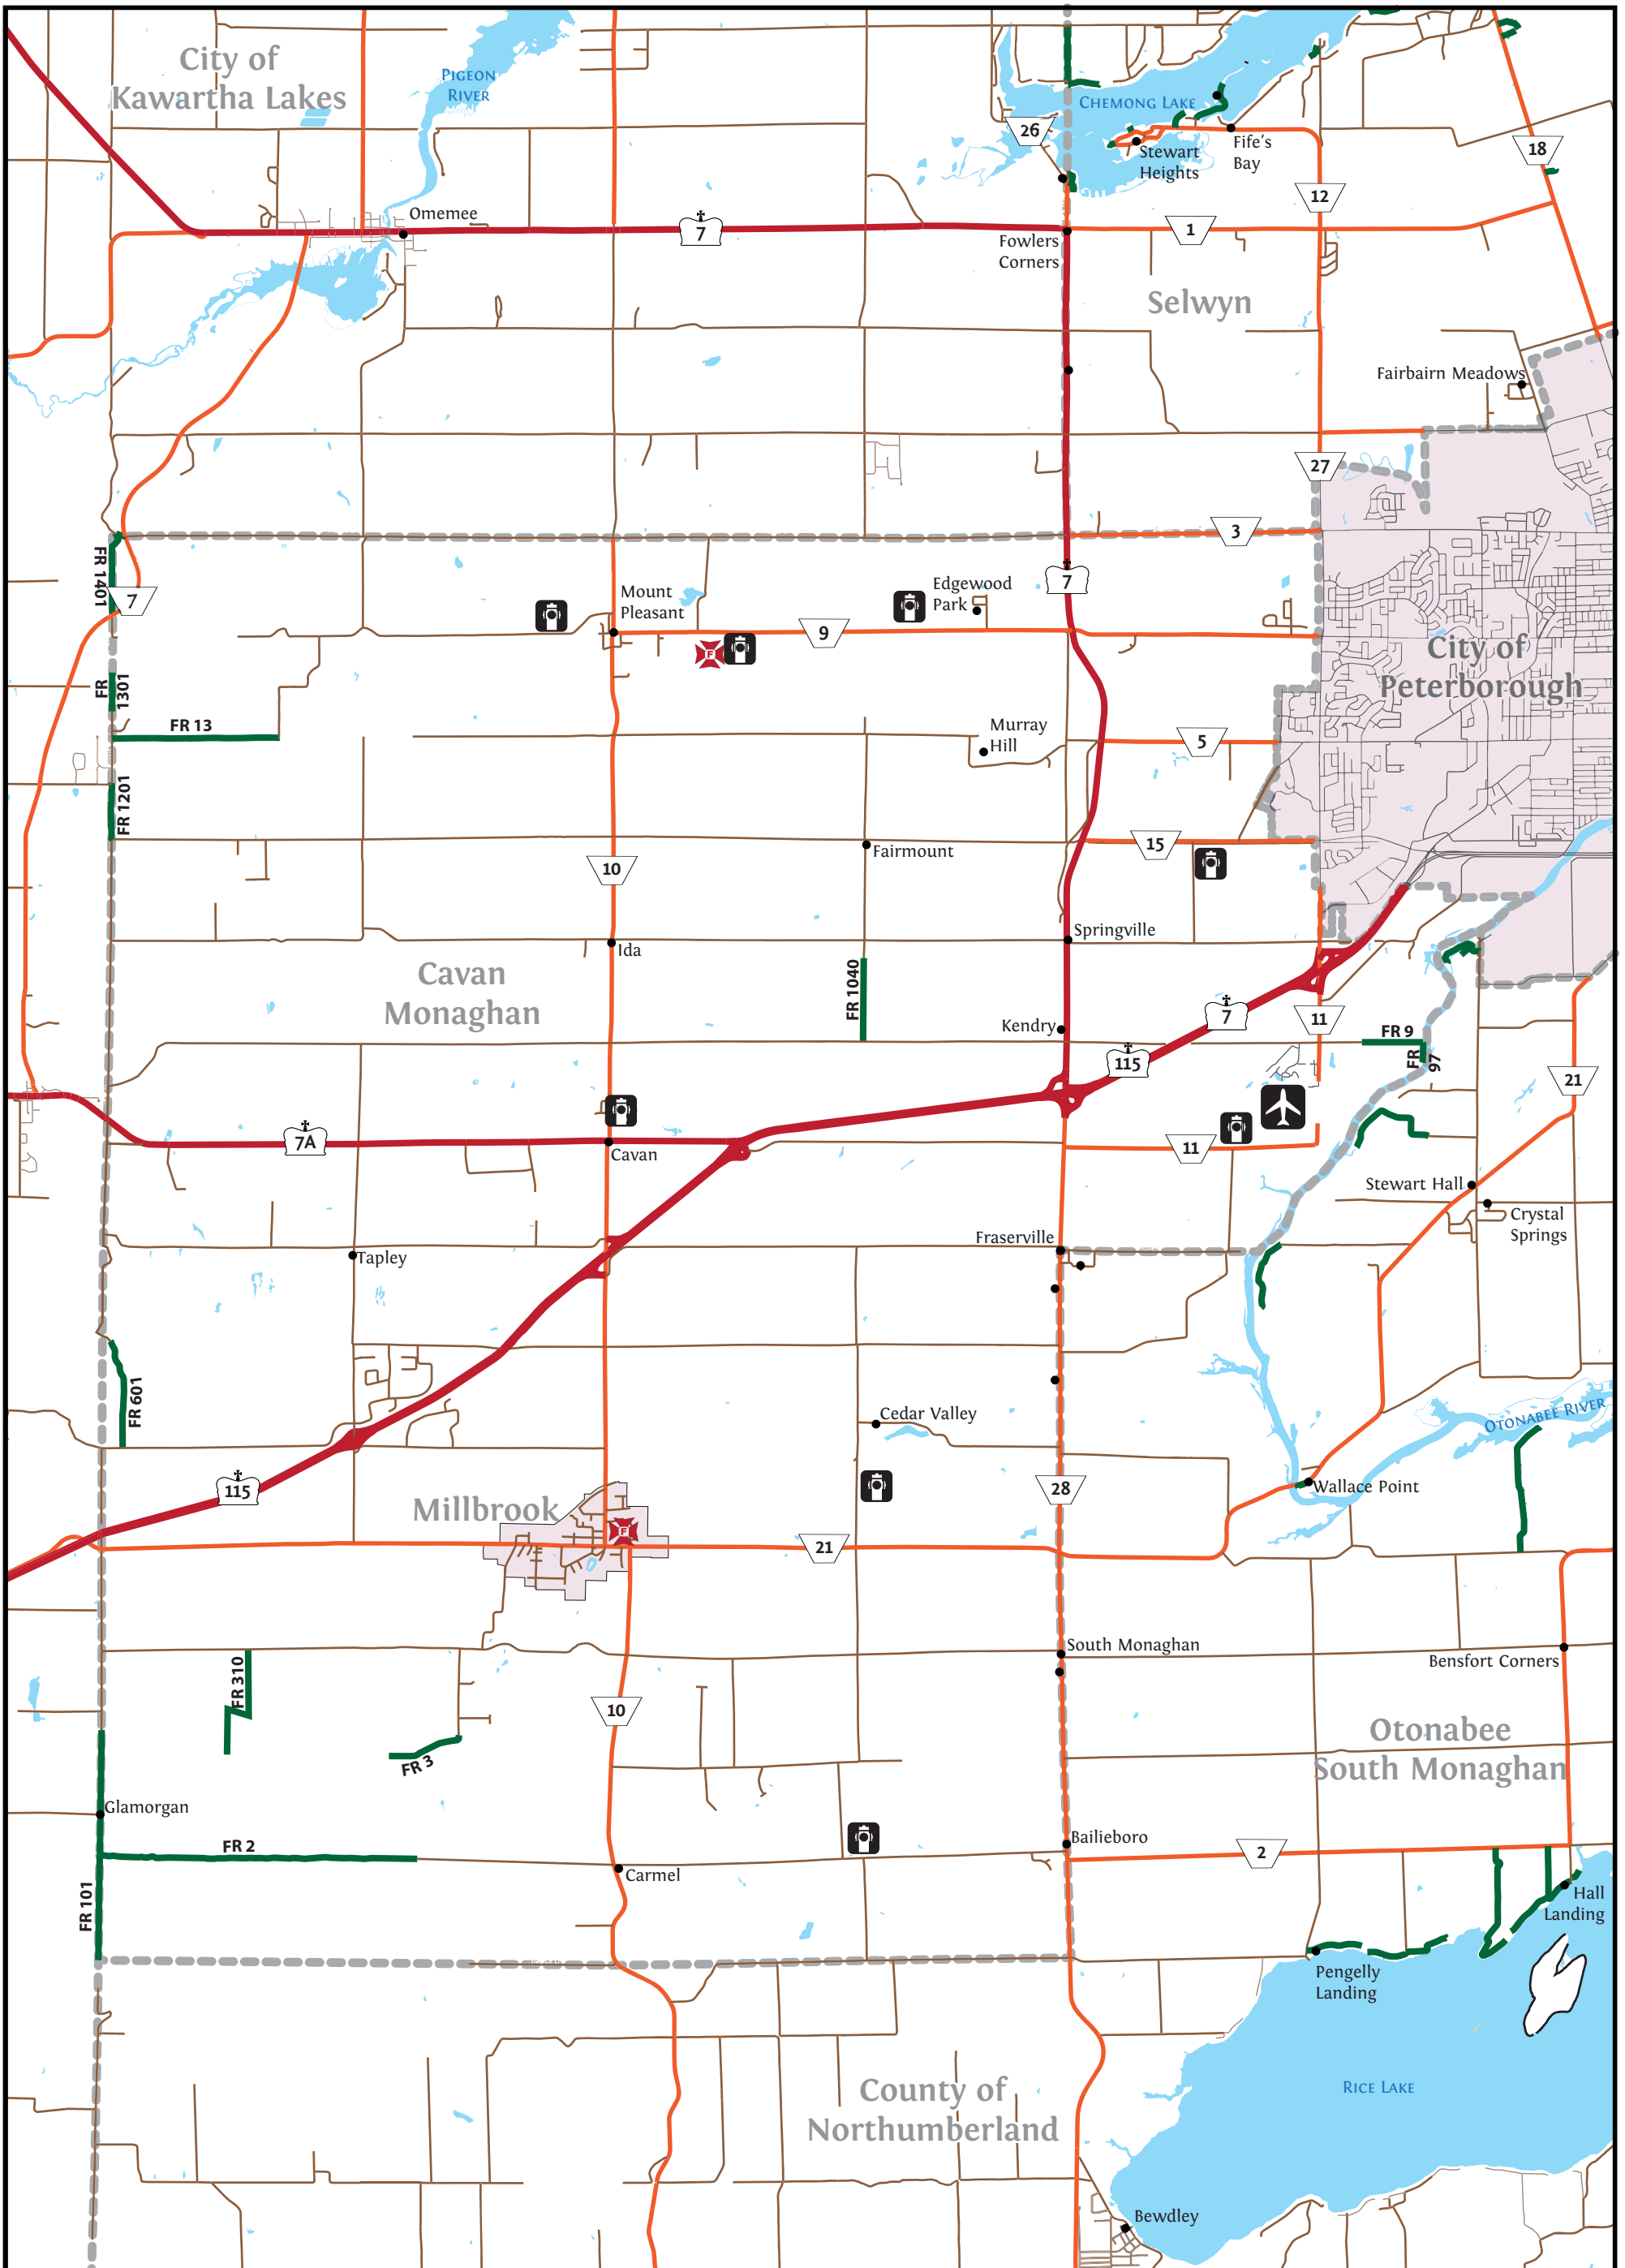 City of
Kawartha Lakes
PIGEON
RIVER
CHEMONG LAKE
26
Stewart
Heights
Fife's
Bay
18
12
Omemee
7
1
Fowlers
Corners
Selwyn
Fairbairn Meadows
27
3
FR 1401
7
7
Mount
Pleasant
Edgewood
Park
9
F
City of
Peterborough
FR
1301
FR 13
Murray
Hill
5
FR 1201
10
Fairmount
15
Ida
Springville
Cavan
Monaghan
FR 1040
Kendry
7
11
FR 9
FR
97
115
21
7A
Cavan
11
Stewart Hall
Crystal
Springs
Fraserville
Tapley
FR 601
Cedar Valley
OTONABEE RIVER
115
Millbrook
28
Wallace Point
F
21
South Monaghan
Bensfort Corners
FR 310
10
FR 3
Otonabee
South Monaghan
Glamorgan
FR 2
Bailieboro
2
Carmel
FR 101
Hall
Landing
Pengelly
Landing
County of
Northumberland
RICE LAKE
Bewdley